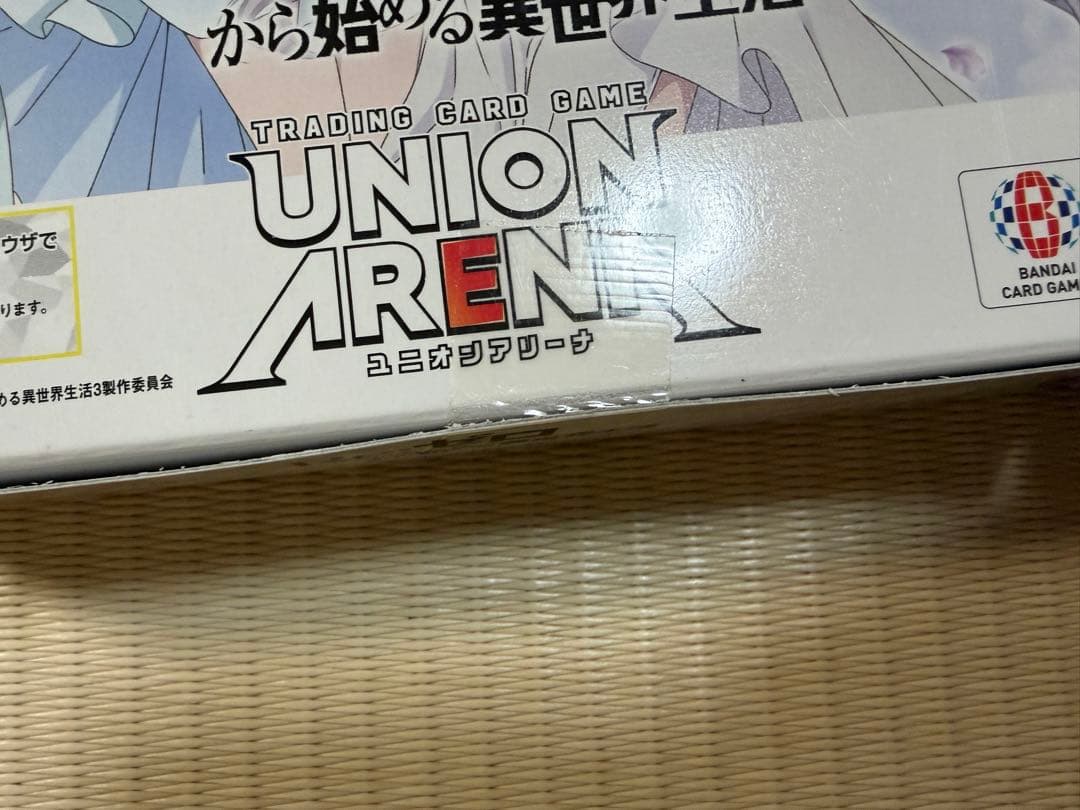 から始める異世界生活
TRADING CARD GAME
UNION
ARENA
ユニオンアリーナ
ウザで
ります。
める異世界生活3製作委員会
B
BANDAI
CARD GAM